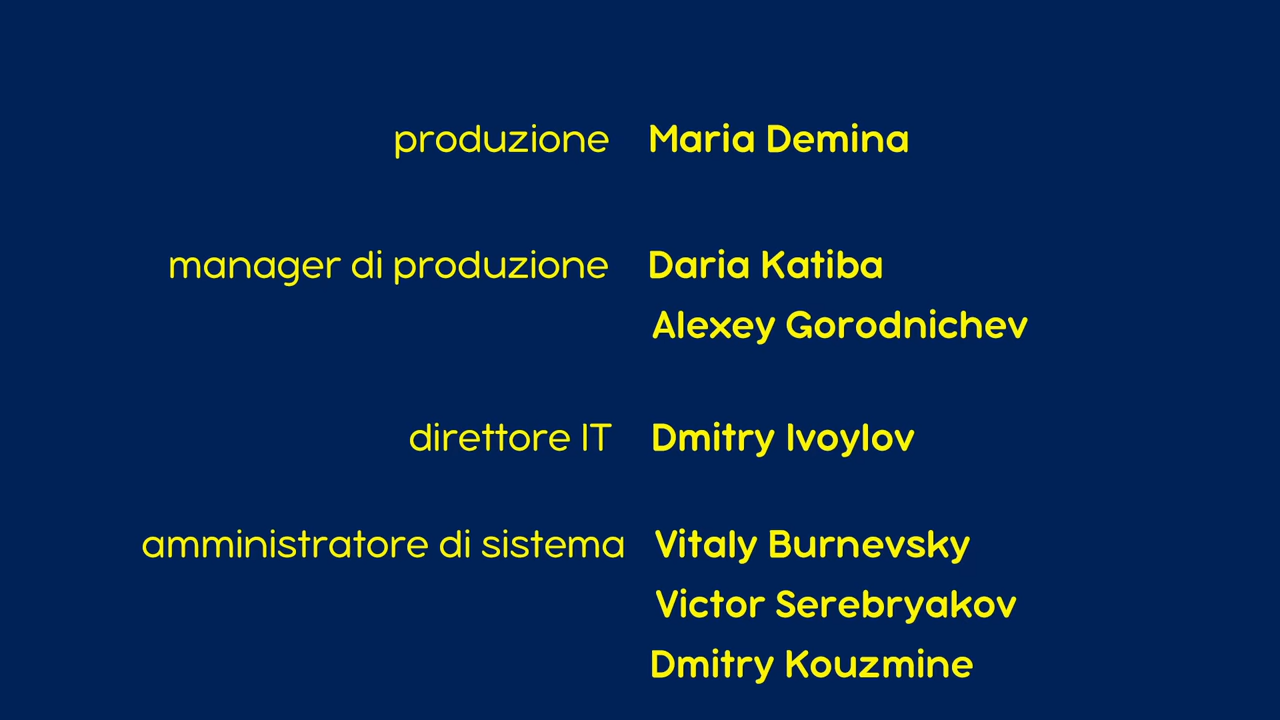 produzione Maria Demina
manager di produzione Daria Katiba
Alexey Gorodnichev
direttore IT Dmitry Ivoylov
amministratore di sistema Vitaly Burnevsky
Victor Serebryakov
Dmitry Kouzmine